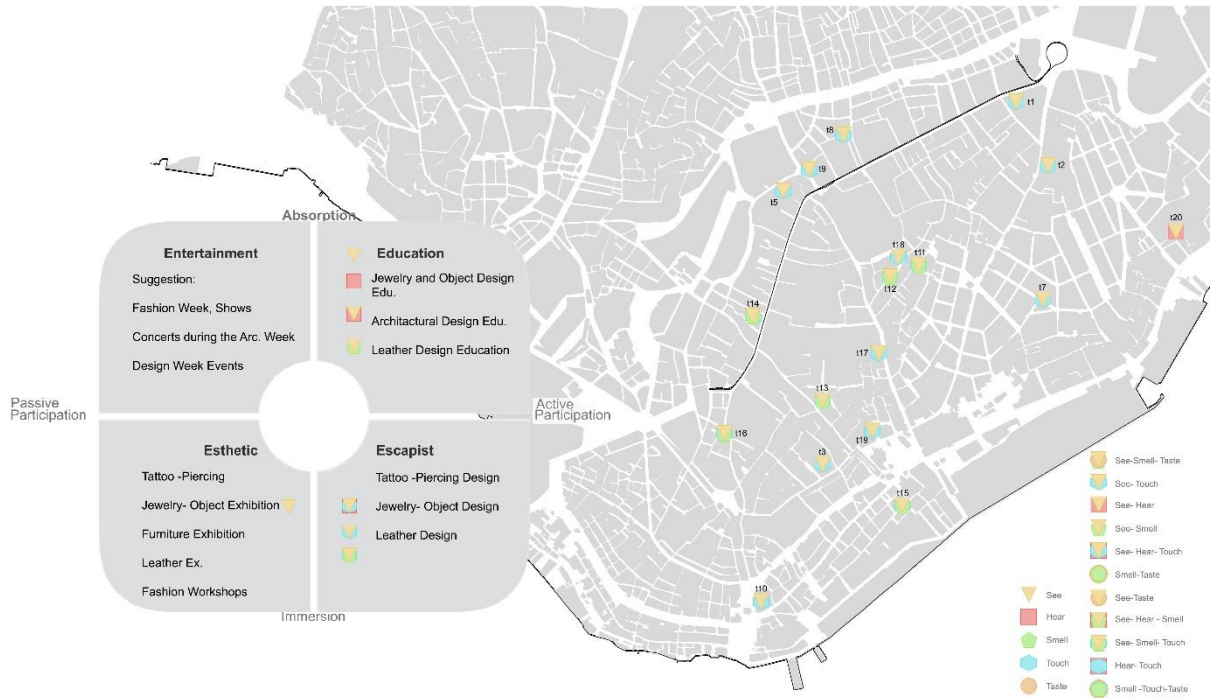 Absorption
Entertainment
Suggestion:
Fashion Week, Shows
Concerts during the Arc. Week
Design Week Events
Education
Jewelry and Object Design
Edu.
Architactural Design Edu.
Leather Design Education
Passive
Participation
Active
Participation
Esthetic
Tattoo -Piercing
Jewelry- Object Exhibition
Furniture Exhibition
Leather Ex.
Fashion Workshops
Escapist
Tattoo -Piercing Design
Jewelry- Object Design
Leather Design
Immersion
t1
t8
t2
t9
t5
t20
t18
t11
t12
t7
t14
t17
t13
t16
t19
t3
t15
t10
See
Hear
Smell
Touch
Taste
See-Smell- Taste
See- Touch
See- Hear
See- Smell
See- Hear- Touch
Smell-Taste
See-Taste
See- Hear - Smell
See- Smell- Touch
Hear- Touch
Smell -Touch-Taste